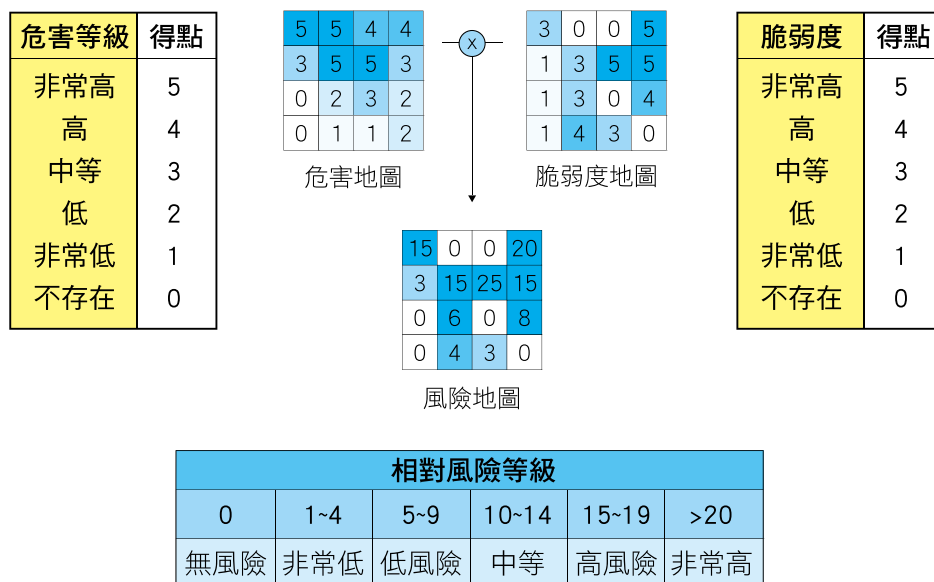 危害等級 得點
非常高 5
高 4
中等 3
低 2
非常低 1
不存在 0
5 5 4 4
3 5 5 3
0 2 3 2
0 1 1 2
危害地圖
x
3 0 0 5
1 3 5 5
1 3 0 4
1 4 3 0
脆弱度地圖
脆弱度 得點
非常高 5
高 4
中等 3
低 2
非常低 1
不存在 0
15 0 0 20
3 15 25 15
0 6 0 8
0 4 3 0
風險地圖
相對風險等級
0 1~4 5~9 10~14 15~19 >20
無風險 非常低 低風險 中等 高風險 非常高